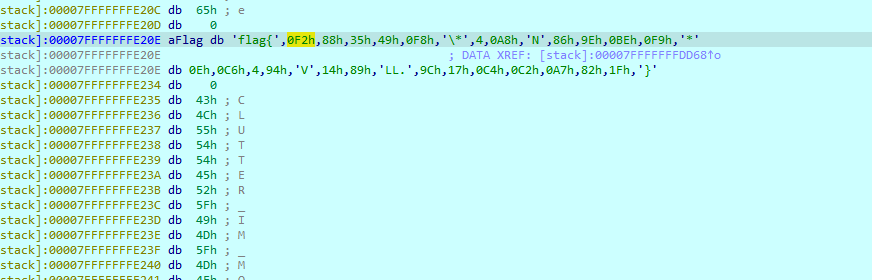 stack]:00007FFFFFFFE20C db 65h ; e
stack]:00007FFFFFFFE20D db 0
stack]:00007FFFFFFFE20E aFlag db 'flag{',0F2h,88h,35h,49h,0F8h,'\*',4,0A8h,'N',86h,9Eh,0BEh,0F9h,'*'
stack]:00007FFFFFFFE20E ; DATA XREF: [stack]:00007FFFFFFFDD68↑o
stack]:00007FFFFFFFE20E db 0Eh,0C6h,4,94h,'V',14h,89h,'LL.',9Ch,17h,0C4h,0C2h,0A7h,82h,1Fh,'}'
stack]:00007FFFFFFFE234 db 0
stack]:00007FFFFFFFE235 db 43h ; C
stack]:00007FFFFFFFE236 db 4Ch ; L
stack]:00007FFFFFFFE237 db 55h ; U
stack]:00007FFFFFFFE238 db 54h ; T
stack]:00007FFFFFFFE239 db 54h ; T
stack]:00007FFFFFFFE23A db 45h ; E
stack]:00007FFFFFFFE23B db 52h ; R
stack]:00007FFFFFFFE23C db 5Fh ; _
stack]:00007FFFFFFFE23D db 49h ; I
stack]:00007FFFFFFFE23E db 4Dh ; M
stack]:00007FFFFFFFE23F db 5Fh ; _
stack]:00007FFFFFFFE240 db 4Dh ; M